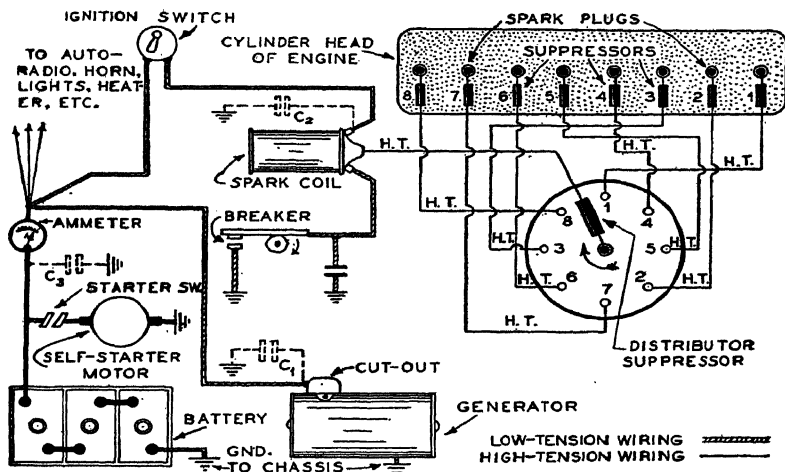 IGNITION SWITCH
TO AUTO-
RADIO, HORN,
LIGHTS, HEAT-
ER, ETC.
CYLINDER HEAD
OF ENGINE
SPARK PLUGS
SUPPRESSORS
8 7 6 5 4 3 2 1
C2
SPARK COIL
H.T.
H.T.
H.T.
AMMETER
BREAKER
C3
STARTER SW.
SELF-STARTER
MOTOR
1
8 4
3 5
6 2
7
H.T.
H.T.
H.T.
H.T.
H.T.
DISTRIBUTOR
SUPPRESSOR
C1
CUT-OUT
BATTERY
GENERATOR
GND.
TO CHASSIS
LOW-TENSION WIRING
HIGH-TENSION WIRING